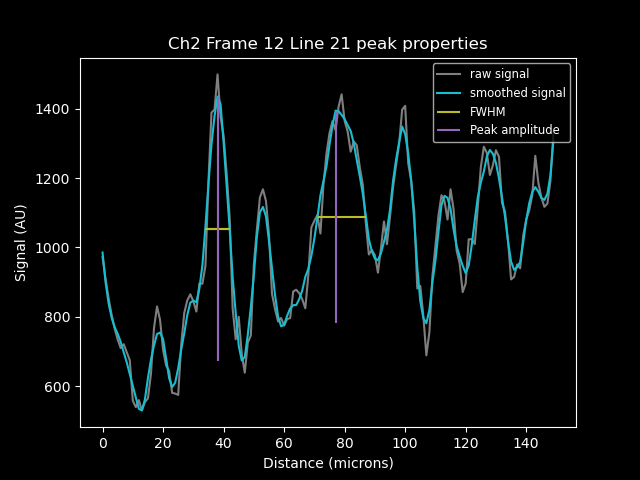 Ch2 Frame 12 Line 21 peak properties
raw signal
smoothed signal
FWHM
Peak amplitude
1400
1200
1000
800
600
Signal (AU)
0 20 40 60 80 100 120 140
Distance (microns)